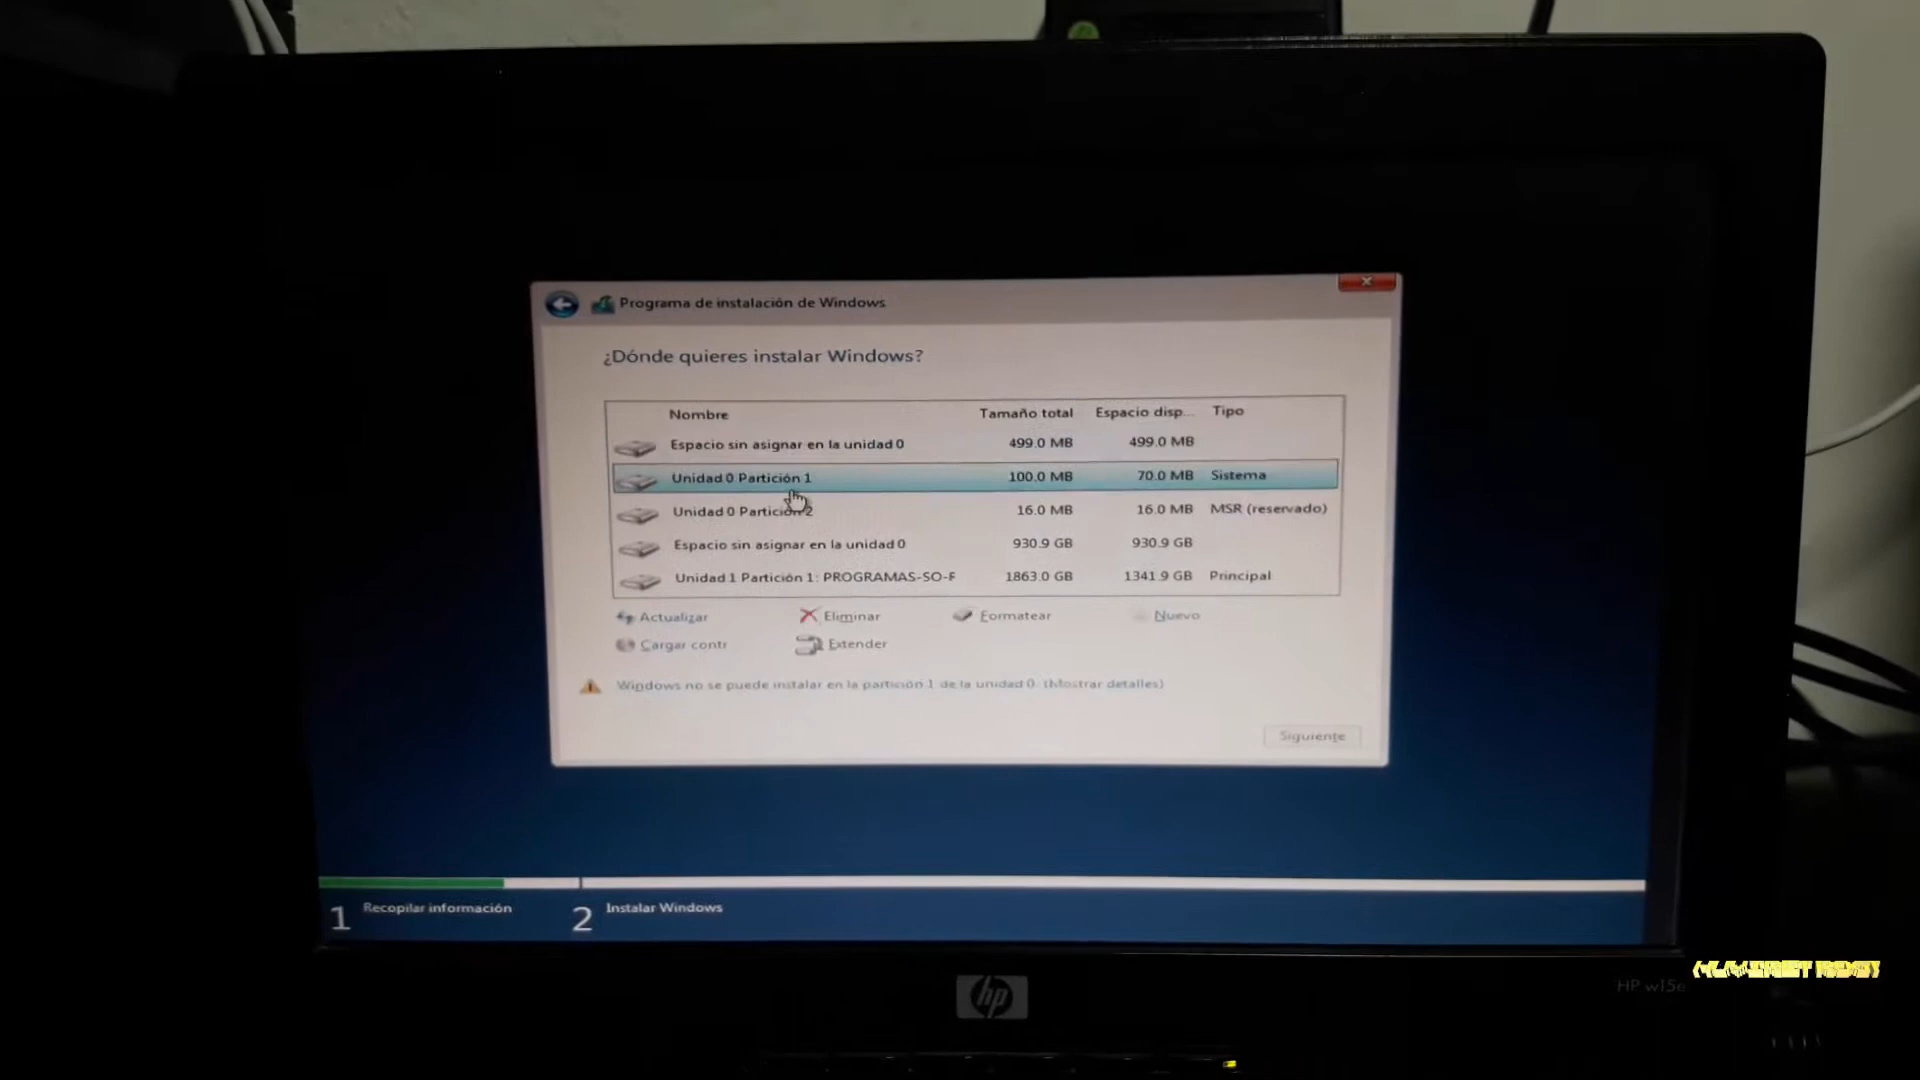 Programa de instalación de Windows
¿Dónde quieres instalar Windows?
Nombre Tamaño total Espacio disp... Tipo
Espacio sin asignar en la unidad 0 499.0 MB 499.0 MB
Unidad 0 Partición 1 100.0 MB 70.0 MB Sistema
Unidad 0 Partición 2 16.0 MB 16.0 MB MSR (reservado)
Espacio sin asignar en la unidad 0 930.9 GB 930.9 GB
Unidad 1 Partición 1: PROGRAMAS-SO-F 1863.0 GB 1341.9 GB Principal
Actualizar Eliminar Formatear Nuevo
Cargar contr Extender
Windows no se puede instalar en la partición 1 de la unidad 0. (Mostrar detalles)
Siguiente
1 Recopilar información 2 Instalar Windows
hp
HP w15e